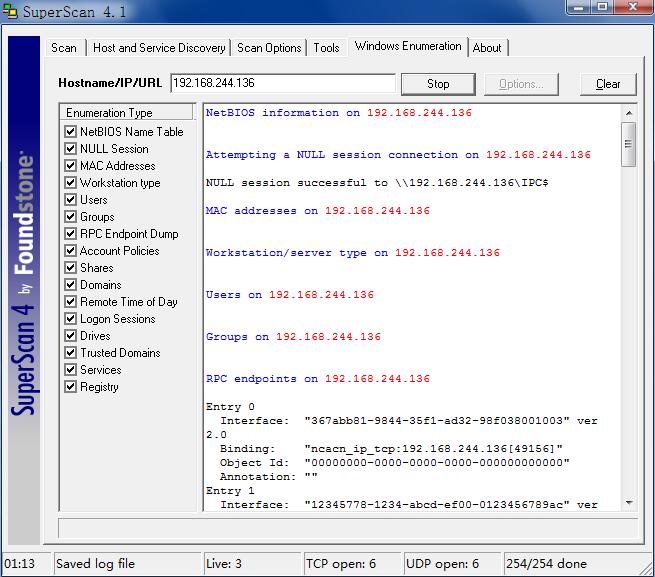 SuperScan 4.1
Scan
Host and Service Discovery
Scan Options
Tools
Windows Enumeration
About
Hostname/IP/URL
192.168.244.136
Stop
Options...
Clear
Enumeration Type
NetBIOS Name Table
NULL Session
MAC Addresses
Workstation type
Users
Groups
RPC Endpoint Dump
Account Policies
Shares
Domains
Remote Time of Day
Logon Sessions
Drives
Trusted Domains
Services
Registry
NetBIOS information on 192.168.244.136
Attempting a NULL session connection on 192.168.244.136
NULL session successful to \\192.168.244.136\IPC$
MAC addresses on 192.168.244.136
Workstation/server type on 192.168.244.136
Users on 192.168.244.136
Groups on 192.168.244.136
RPC endpoints on 192.168.244.136
Entry 0
Interface: "367abb81-9844-35f1-ad32-98f038001003" ver
2.0
Binding: "ncacn_ip_tcp:192.168.244.136[49156]"
Object Id: "00000000-0000-0000-0000-000000000000"
Annotation: ""
Entry 1
Interface: "12345778-1234-abcd-ef00-0123456789ac" ver
SuperScan 4 by Foundstone
01:13
Saved log file
Live: 3
TCP open: 6
UDP open: 6
254/254 done